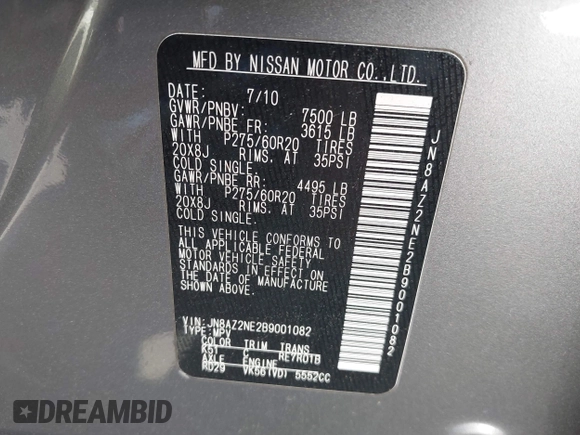 MFD BY NISSAN MOTOR CO.,LTD.
DATE: 7/10
GVWR/PNBV: 7500 LB
GAWR/PNBE FR: 3615 LB
WITH P275/60R20 TIRES
20X8J RIMS. AT 35PSI
COLD SINGLE.
GAWR/PNBE RR: 4495 LB
WITH P275/60R20 TIRES
20X8J RIMS. AT 35PSI
COLD SINGLE.
THIS VEHICLE CONFORMS TO
ALL APPLICABLE FEDERAL
MOTOR VEHICLE SAFETY
STANDARDS IN EFFECT ON
THE DATE OF MANUFACTURE
SHOWN ABOVE.
VIN: JN8AZ2NE2B9001082
TYPE: MPV
COLOR TRIM TRANS
K51 C RE7R01B
AXLE ENGINE
RD29 VK56(VD) 5552CC
JN8AZ2NE2B9001082
DREAMBID